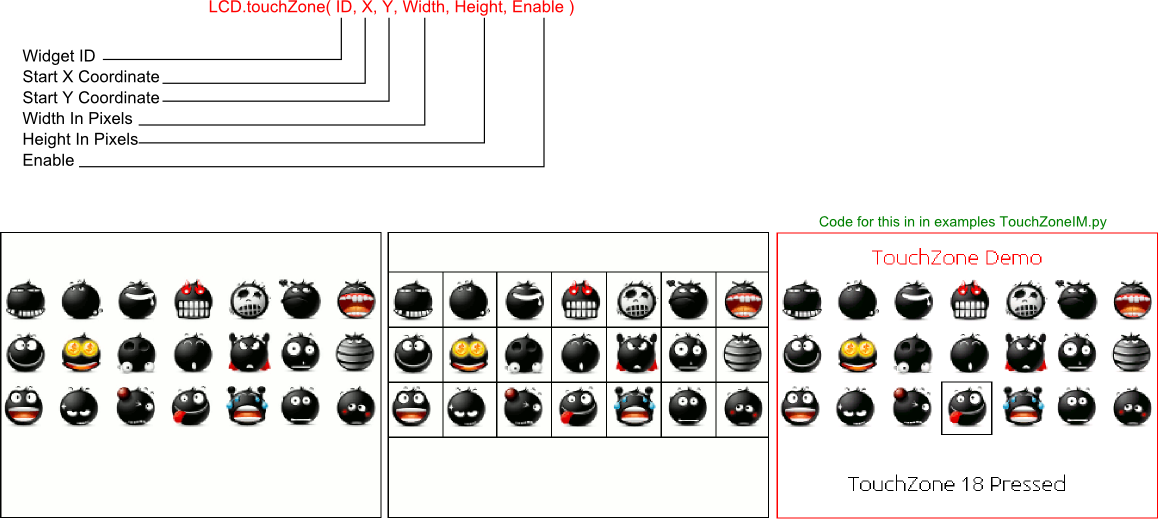 LCD.touchZone( ID, X, Y, Width, Height, Enable )
Widget ID
Start X Coordinate
Start Y Coordinate
Width In Pixels
Height In Pixels
Enable
Code for this in in examples TouchZoneIM.py
TouchZone Demo
TouchZone 18 Pressed